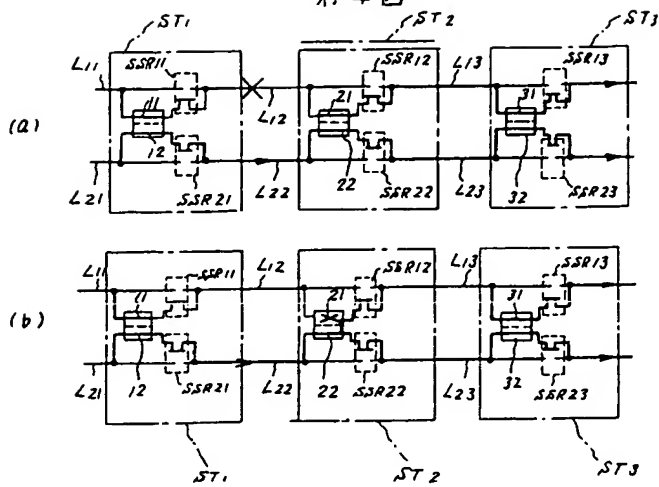 ST1
ST2
ST3
(a)
L11
SSR11
L12
SSR12
L13
SSR13
11
12
21
22
31
32
L21
SSR21
L22
SSR22
L23
SSR23
(b)
L11
SSR11
L12
SSR12
L13
SSR13
11
12
21
22
31
32
L21
SSR21
L22
SSR22
L23
SSR23
ST1
ST2
ST3